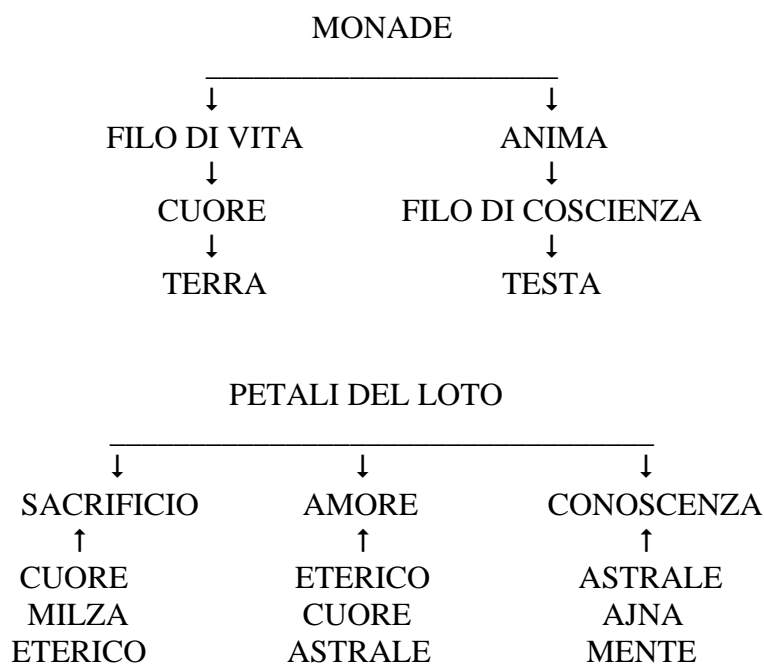 MONADE
↓ ↓
FILO DI VITA ANIMA
↓ ↓
CUORE FILO DI COSCIENZA
↓ ↓
TERRA TESTA
PETALI DEL LOTO
↓ ↓ ↓
SACRIFICIO AMORE CONOSCENZA
↑ ↑ ↑
CUORE ETERICO ASTRALE
MILZA CUORE AJNA
ETERICO ASTRALE MENTE